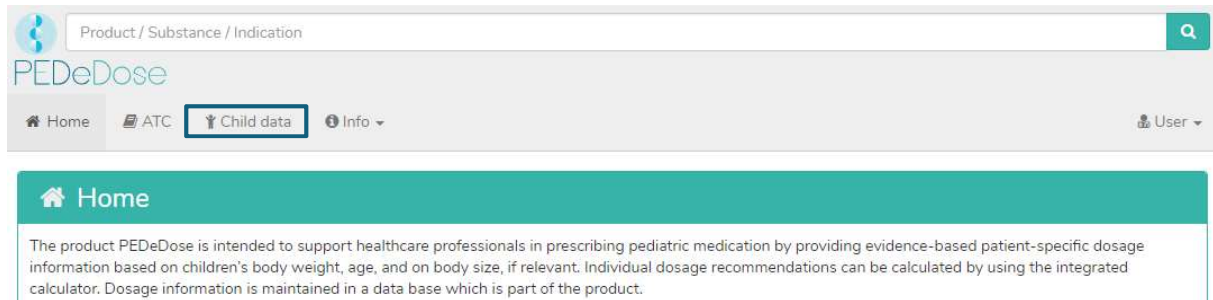 Product / Substance / Indication
PEDeDose
Home ATC Child data Info User
Home
The product PEDeDose is intended to support healthcare professionals in prescribing pediatric medication by providing evidence-based patient-specific dosage
information based on children's body weight, age, and on body size, if relevant. Individual dosage recommendations can be calculated by using the integrated
calculator. Dosage information is maintained in a data base which is part of the product.